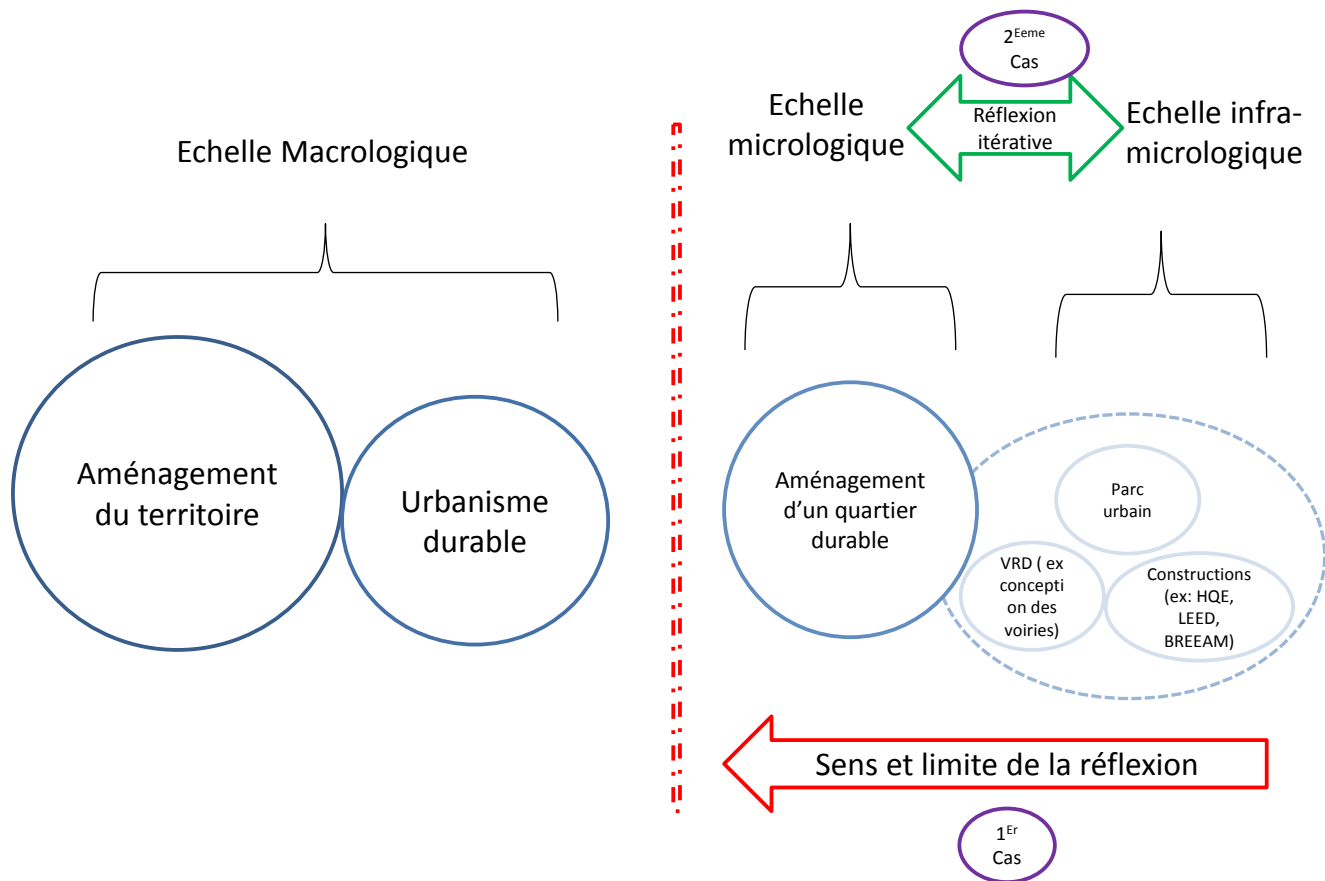 2Eeme
Cas
Echelle
micrologique
Réflexion
itérative
Echelle infra-
micrologique
Echelle Macrologique
Aménagement
du territoire
Urbanisme
durable
Aménagement
d’un quartier
durable
Parc
urbain
VRD ( ex
concepti
on des
voiries)
Constructions
(ex: HQE,
LEED,
BREEAM)
Sens et limite de la réflexion
1Er
Cas